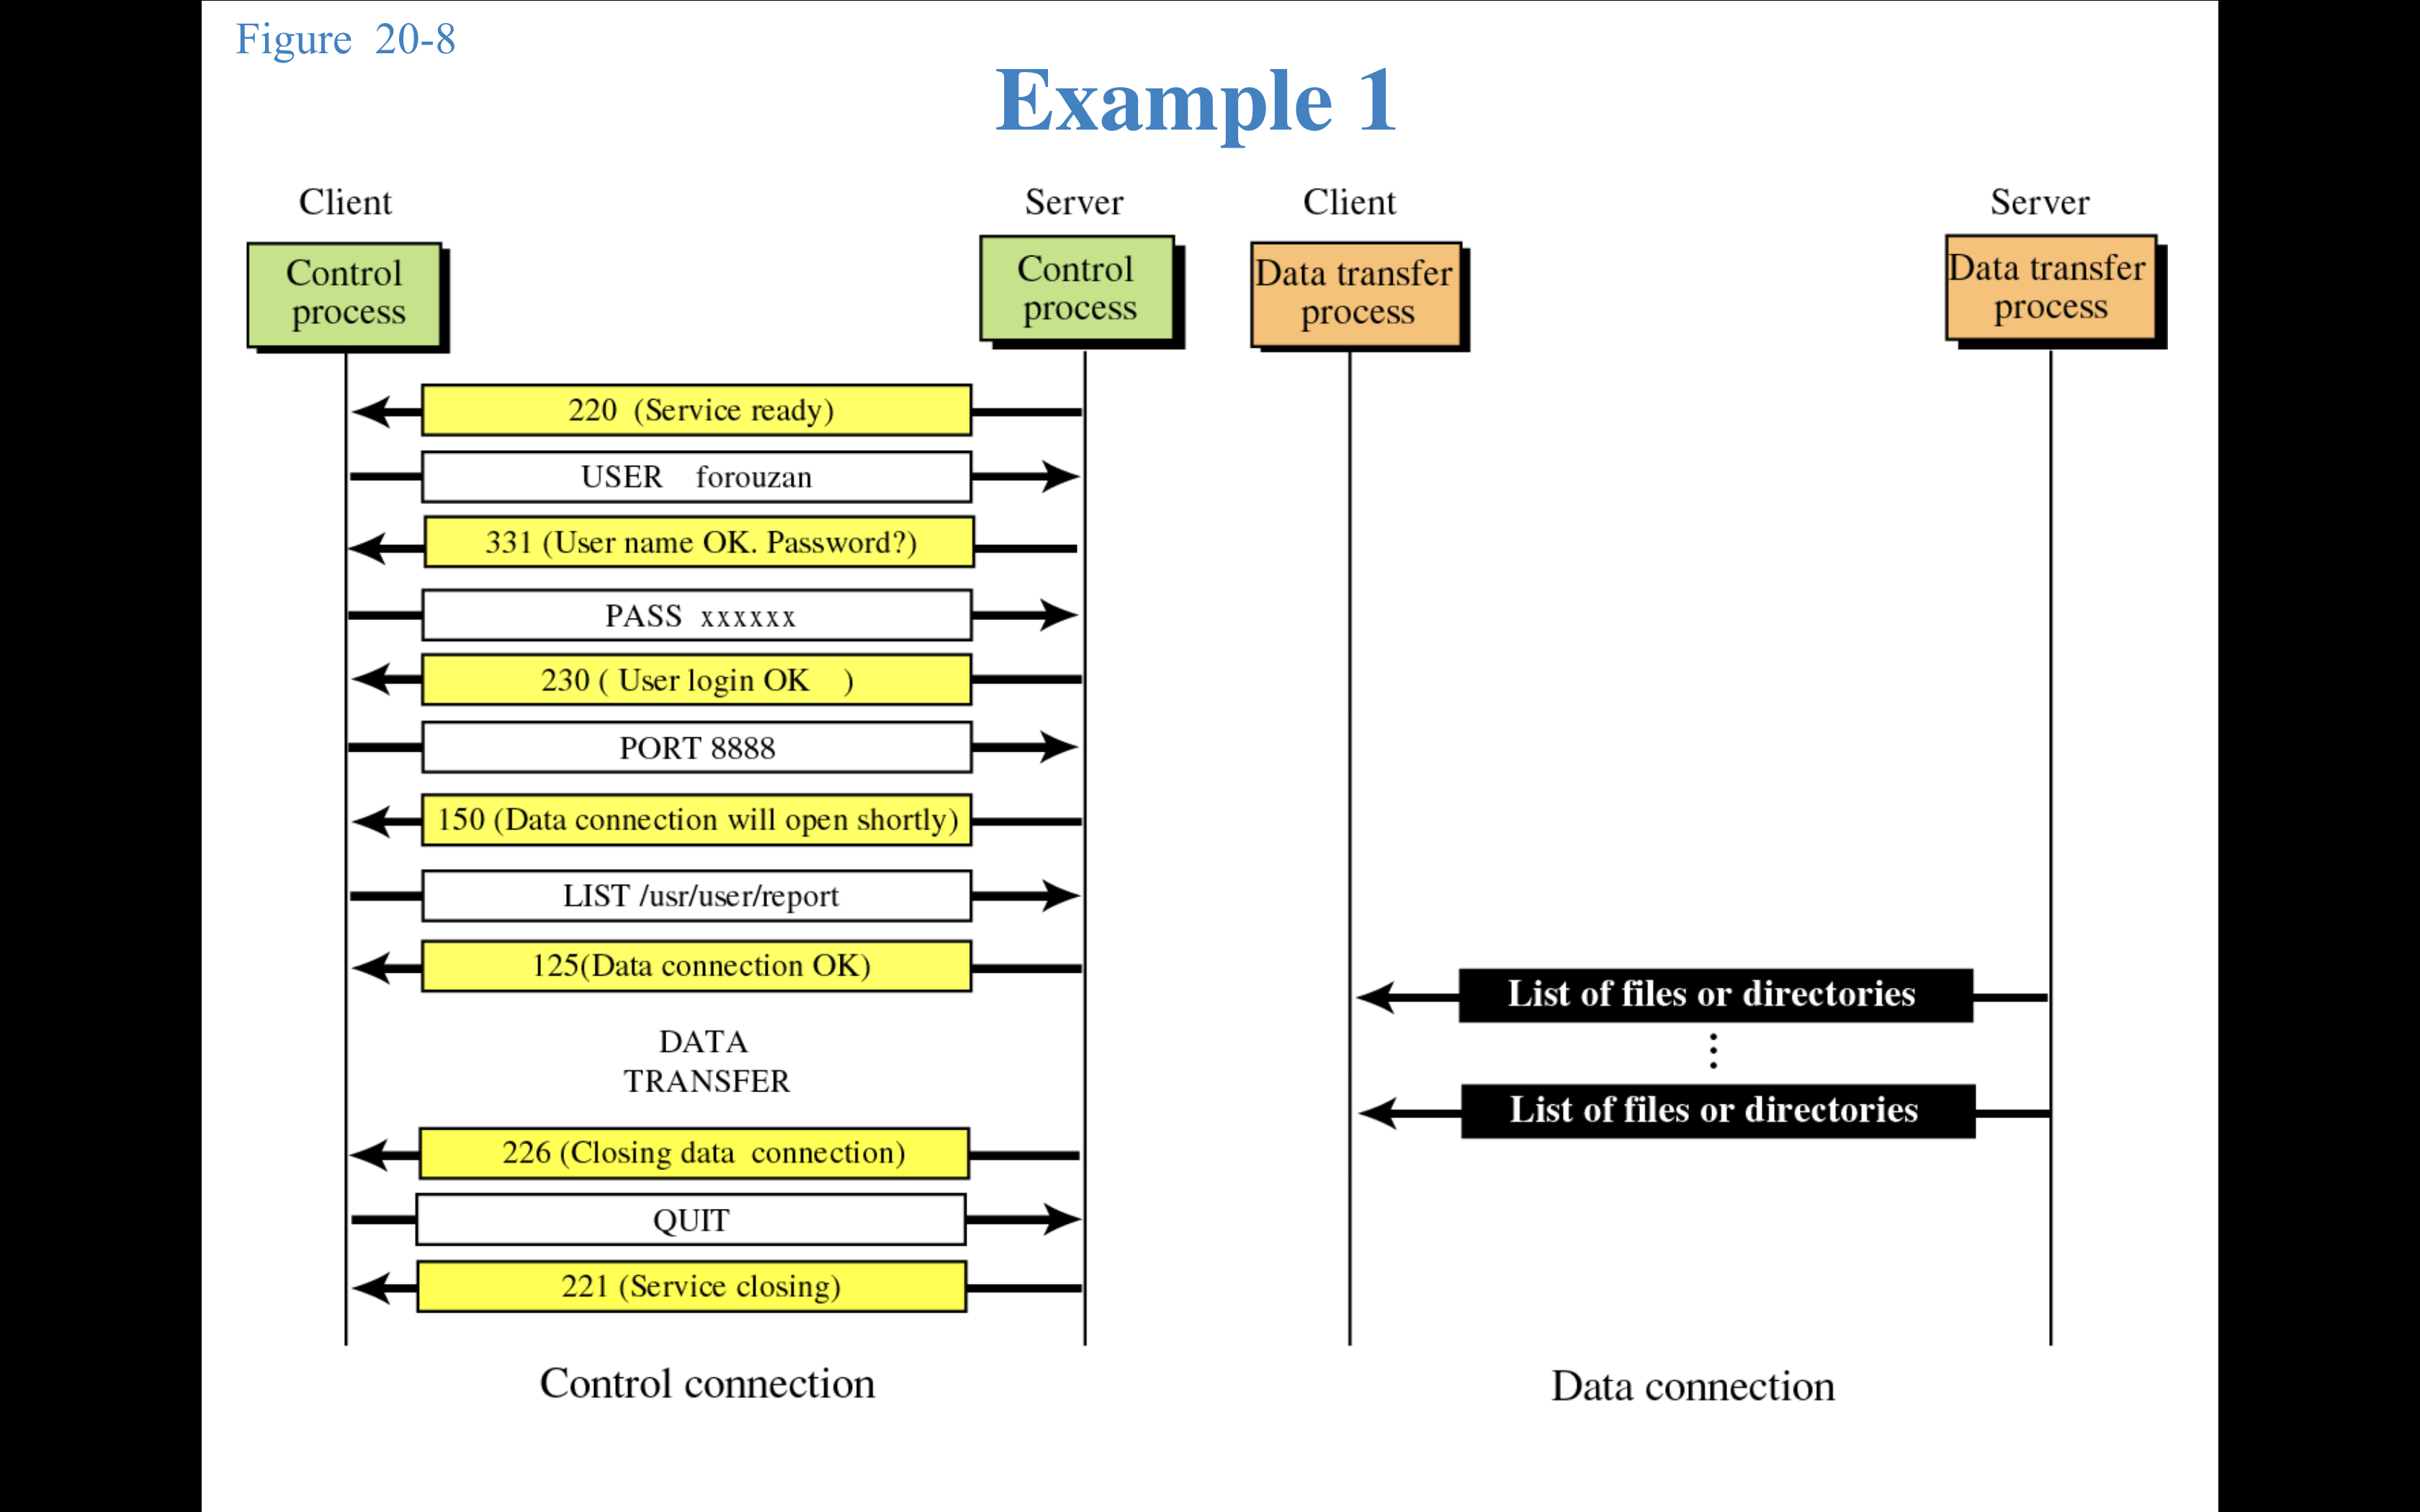 Figure 20-8
Example 1
Client
Server
Client
Server
Control
process
Control
process
Data transfer
process
Data transfer
process
220 (Service ready)
USER forouzan
331 (User name OK. Password?)
PASS xxxxxx
230 ( User login OK )
PORT 8888
150 (Data connection will open shortly)
LIST /usr/user/report
125(Data connection OK)
DATA
TRANSFER
226 (Closing data connection)
QUIT
221 (Service closing)
List of files or directories
List of files or directories
Control connection
Data connection